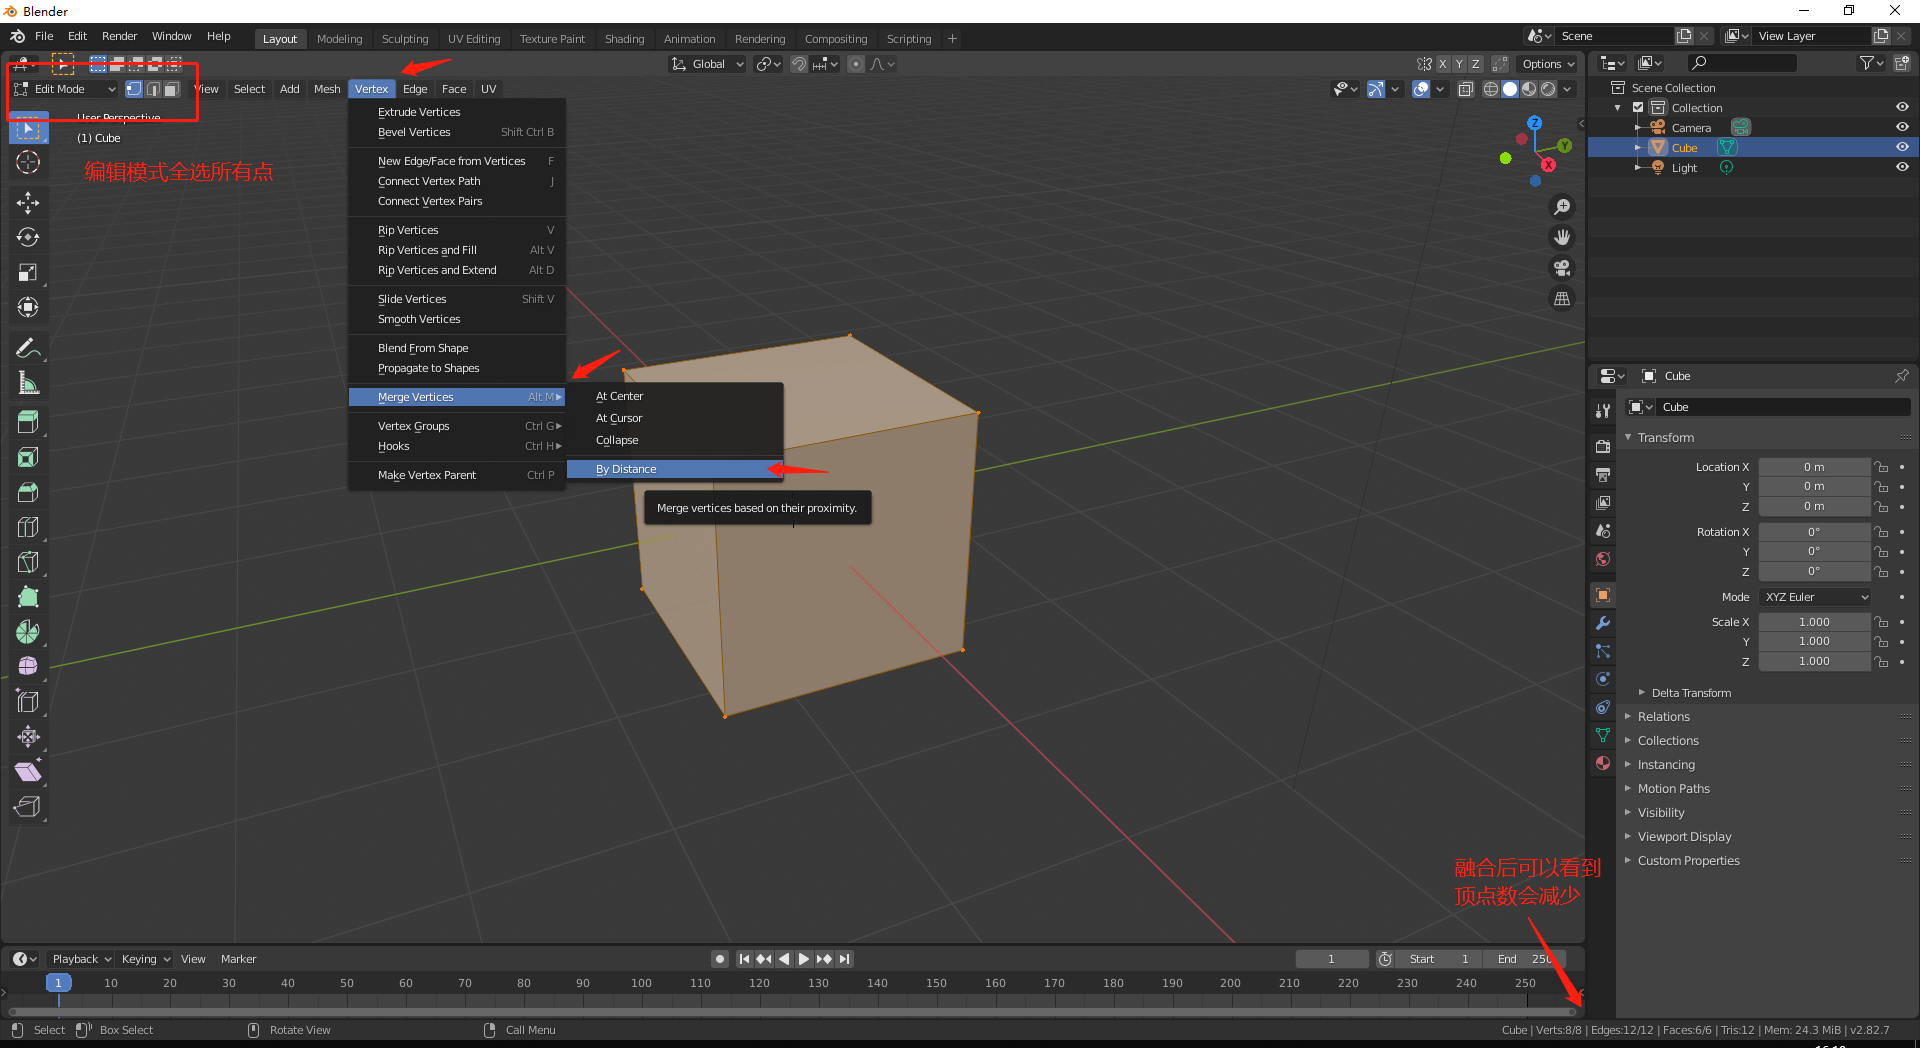 Blender
File Edit Render Window Help
Layout Modeling Sculpting UV Editing Texture Paint Shading Animation Rendering Compositing Scripting +
Scene
View Layer
Global
X Y Z
Options
Edit Mode
View Select Add Mesh Vertex Edge Face UV
User Perspective
(1) Cube
编辑模式全选所有点
Extrude Vertices
Bevel Vertices Shift Ctrl B
New Edge/Face from Vertices F
Connect Vertex Path J
Connect Vertex Pairs
Rip Vertices V
Rip Vertices and Fill Alt V
Rip Vertices and Extend Alt D
Slide Vertices Shift V
Smooth Vertices
Blend From Shape
Propagate to Shapes
Merge Vertices Alt M
Vertex Groups Ctrl G
Hooks Ctrl H
Make Vertex Parent Ctrl P
At Center
At Cursor
Collapse
By Distance
Merge vertices based on their proximity.
Z
Y
X
Scene Collection
Collection
Camera
Cube
Light
Cube
Cube
Transform
Location X 0 m
Y 0 m
Z 0 m
Rotation X 0°
Y 0°
Z 0°
Mode XYZ Euler
Scale X 1.000
Y 1.000
Z 1.000
Delta Transform
Relations
Collections
Instancing
Motion Paths
Visibility
Viewport Display
Custom Properties
融合后可以看到
顶点数会减少
Playback Keying View Marker
1
Start 1
End 250
1 10 20 30 40 50 60 70 80 90 100 110 120 130 140 150 160 170 180 190 200 210 220 230 240 250
Select Box Select Rotate View Call Menu
Cube | Verts:8/8 | Edges:12/12 | Faces:6/6 | Tris:12 | Mem: 24.3 MiB | v2.82.7